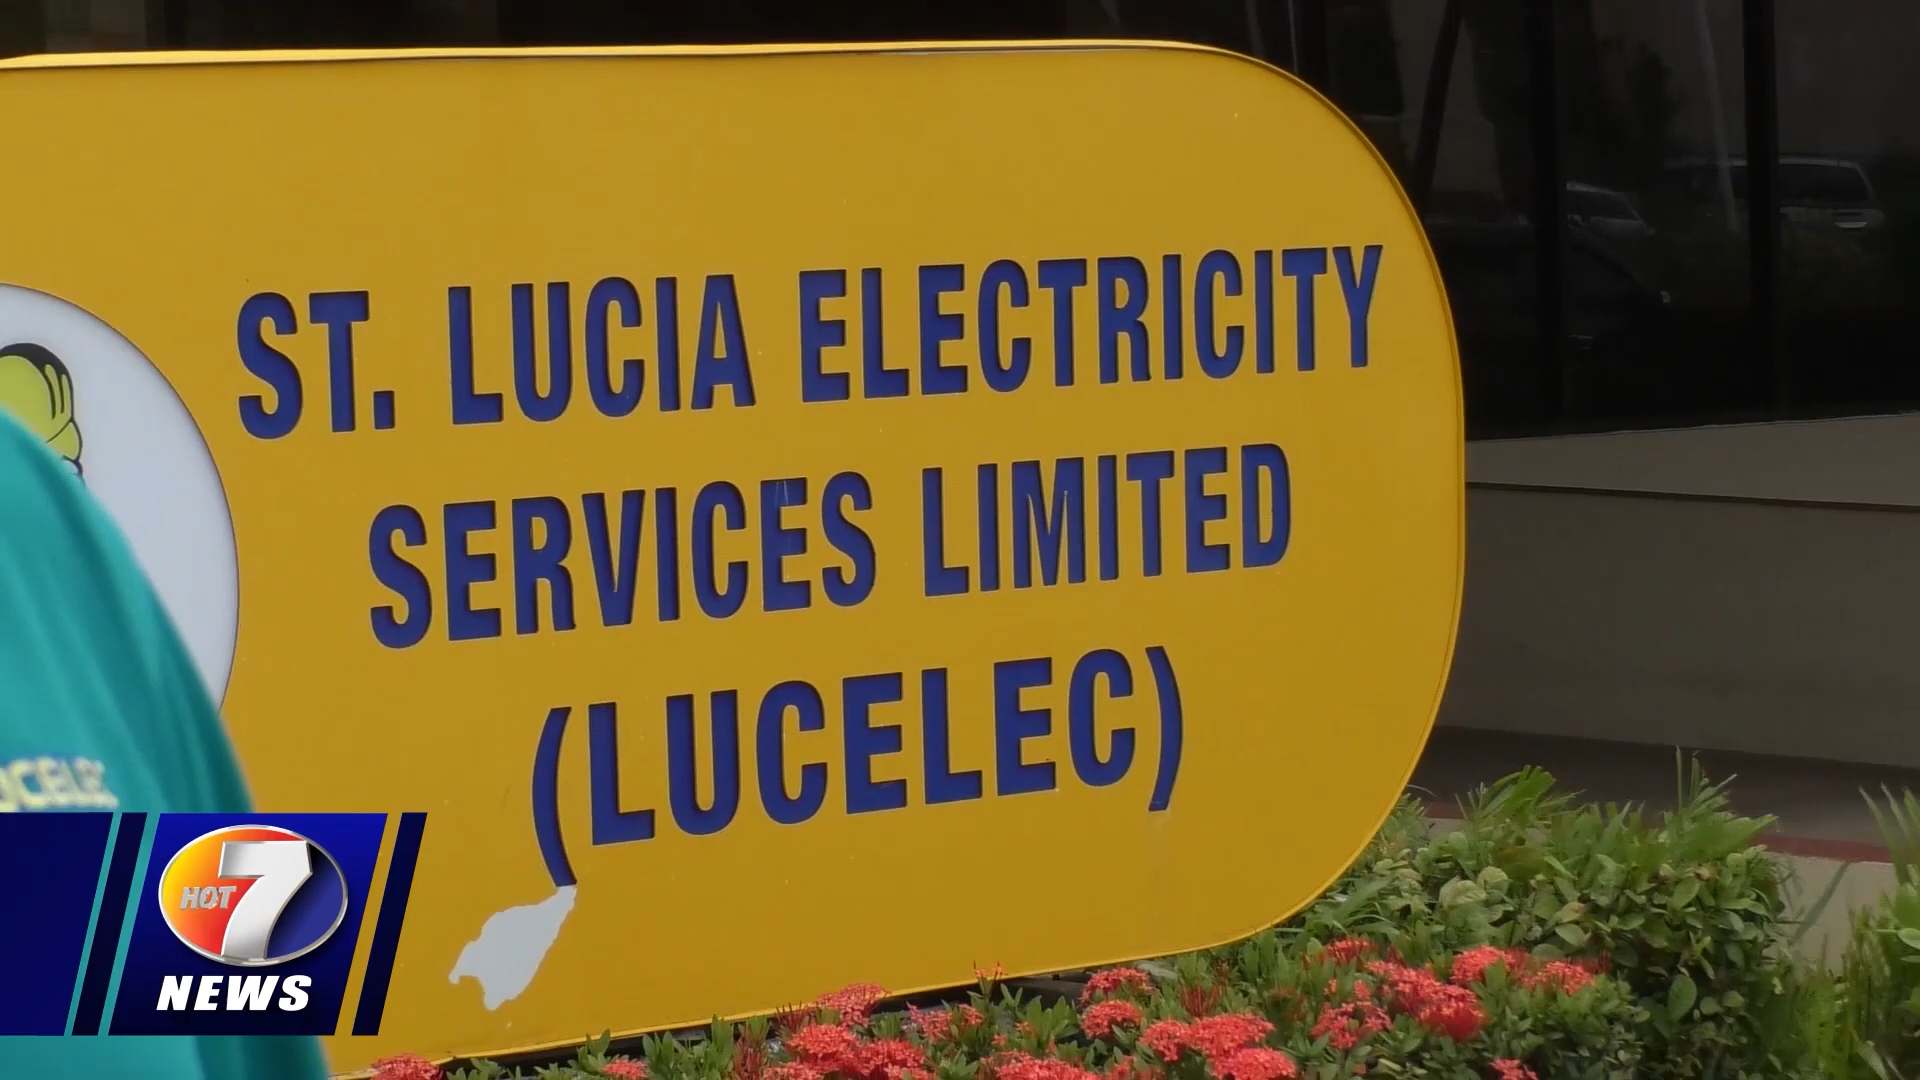 ST. LUCIA ELECTRICITY
SERVICES LIMITED
(LUCELEC)
HOT 7
NEWS